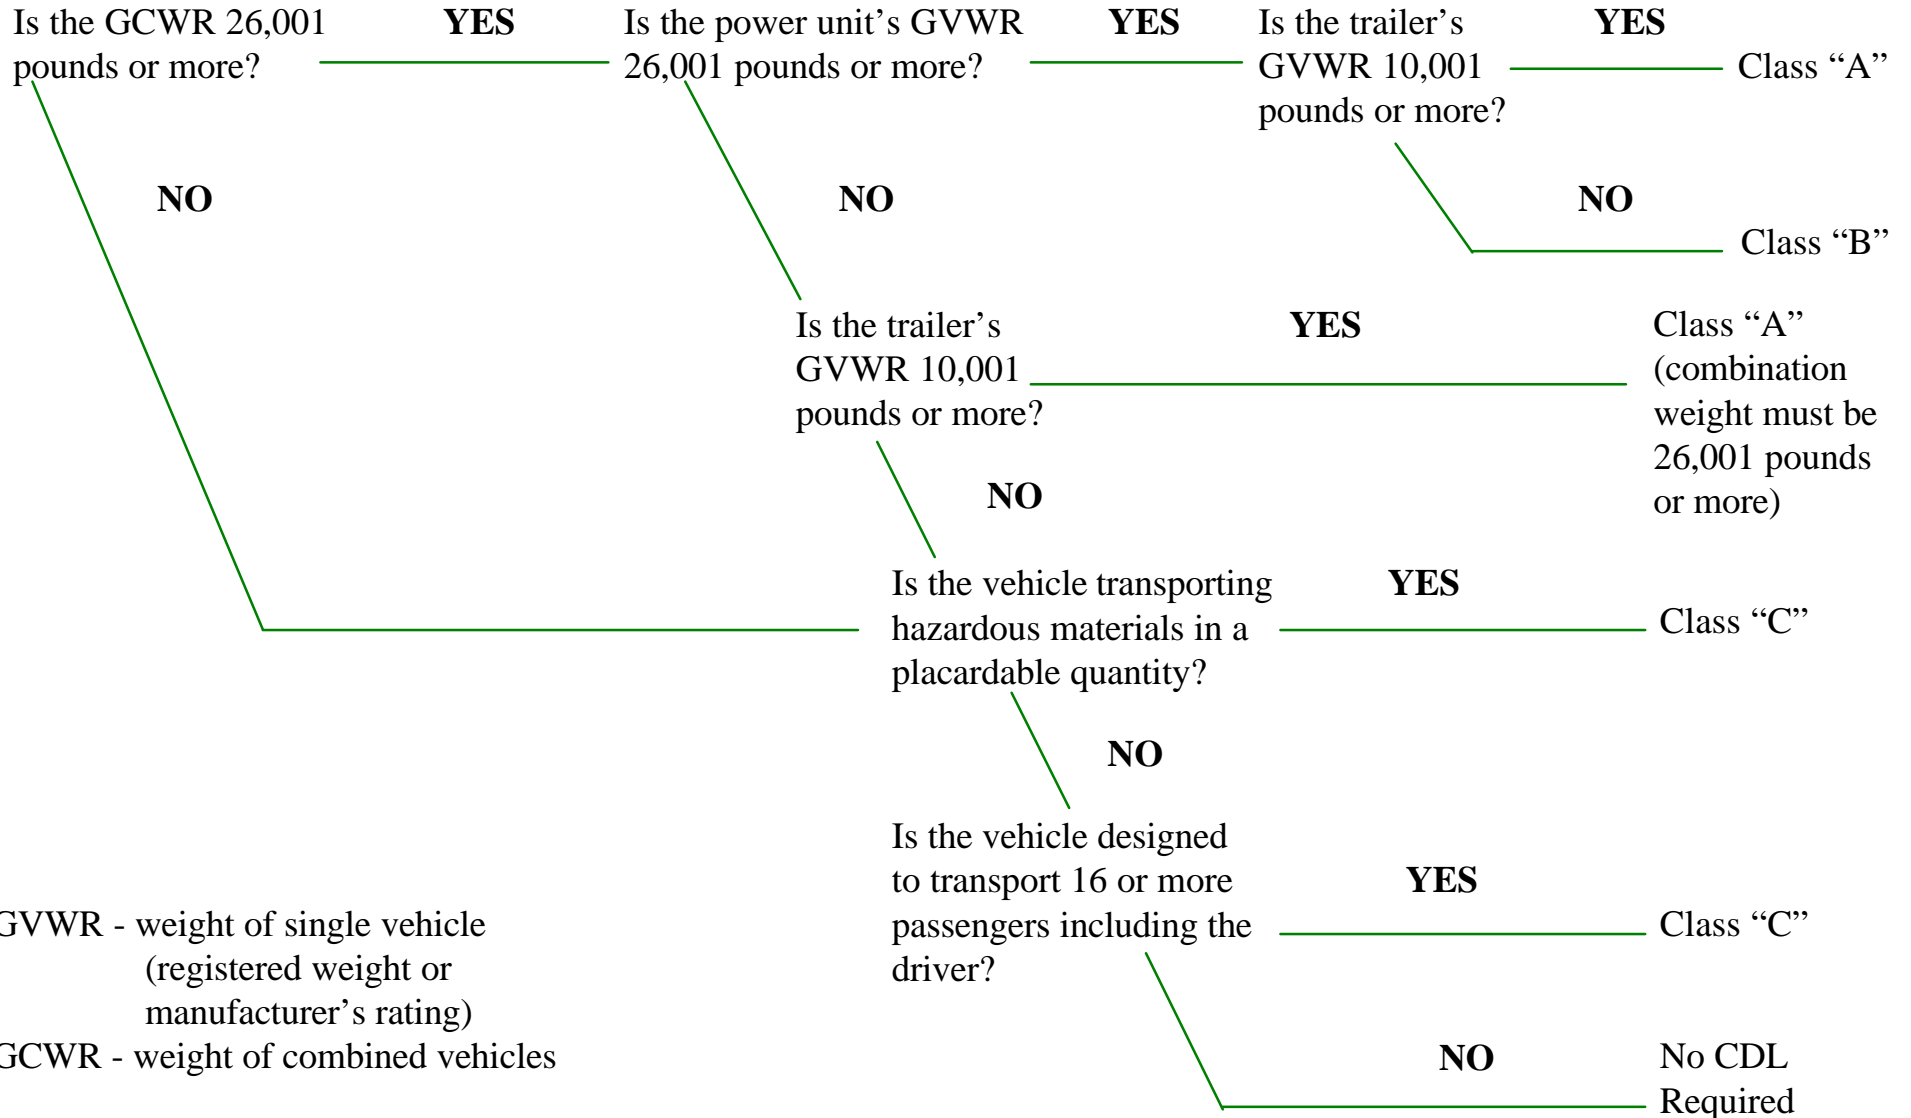 Is the GCWR 26,001
pounds or more?
YES
Is the power unit’s GVWR
26,001 pounds or more?
YES
Is the trailer’s
GVWR 10,001
pounds or more?
YES
Class “A”
NO
NO
NO
Class “B”
Is the trailer’s
GVWR 10,001
pounds or more?
YES
Class “A”
(combination
weight must be
26,001 pounds
or more)
NO
Is the vehicle transporting
hazardous materials in a
placardable quantity?
YES
Class “C”
NO
Is the vehicle designed
to transport 16 or more
passengers including the
driver?
YES
Class “C”
NO
No CDL
Required
GVWR - weight of single vehicle
(registered weight or
manufacturer’s rating)
GCWR - weight of combined vehicles